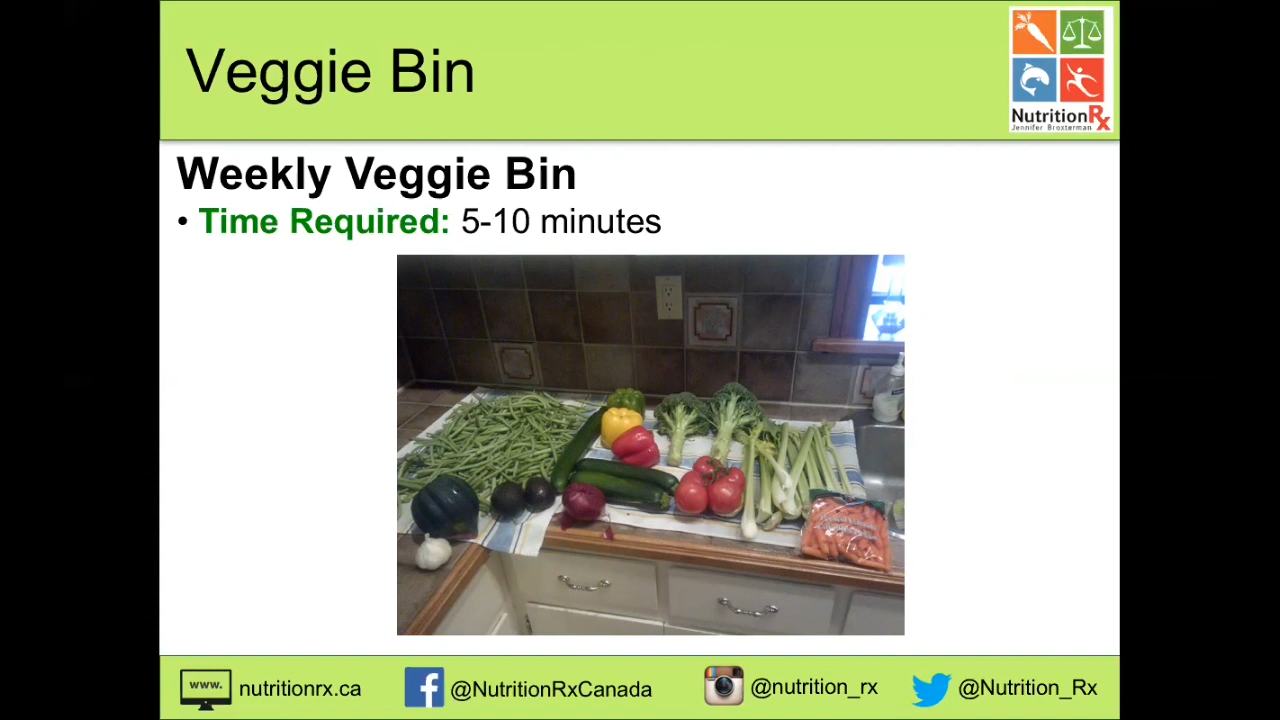 Veggie Bin
NutritionRx
Jennifer Broxterman
Weekly Veggie Bin
• Time Required: 5-10 minutes
www.
nutritionrx.ca
@NutritionRxCanada
@nutrition_rx
@Nutrition_Rx